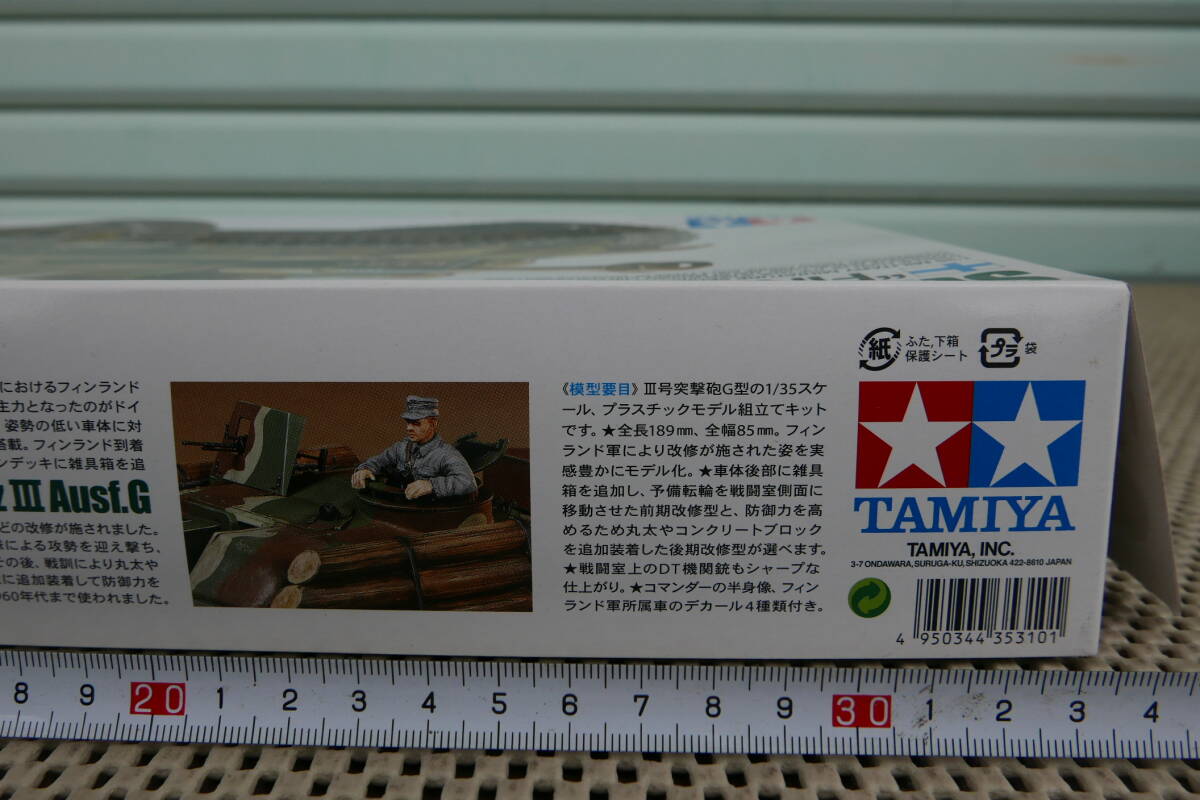 におけるフィンランド
主力となったのがドイ
姿勢の低い車体に対
搭載。フィンランド到着
ンデッキに雑具箱を追
z III Ausf.G
どの改修が施されました。
による攻勢を迎え撃ち、
その後、戦訓により丸太や
に追加装着して防御力を
960年代まで使われました。
《模型要目》 III号突撃砲G型の1/35スケ
ール、プラスチックモデル組立てキット
です。★全長189㎜、全幅85㎜。フィン
ランド軍により改修が施された姿を実
感豊かにモデル化。★車体後部に雑具
箱を追加し、予備転輪を戦闘室側面に
移動させた前期改修型と、防御力を高
めるため丸太やコンクリートブロック
を追加装着した後期改修型が選べます。
★戦闘室上のDT機関銃もシャープな
仕上がり。★コマンダーの半身像、フィン
ランド軍所属車のデカール4種類付き。
紙 ふた,下箱
保護シート
プラ 袋
TAMIYA
TAMIYA, INC.
3-7 ONDAWARA, SURUGA-KU, SHIZUOKA 422-8610 JAPAN
4 950344 353101
8 9 20 1 2 3 4 5 6 7 8 9 30 1 2 3 4